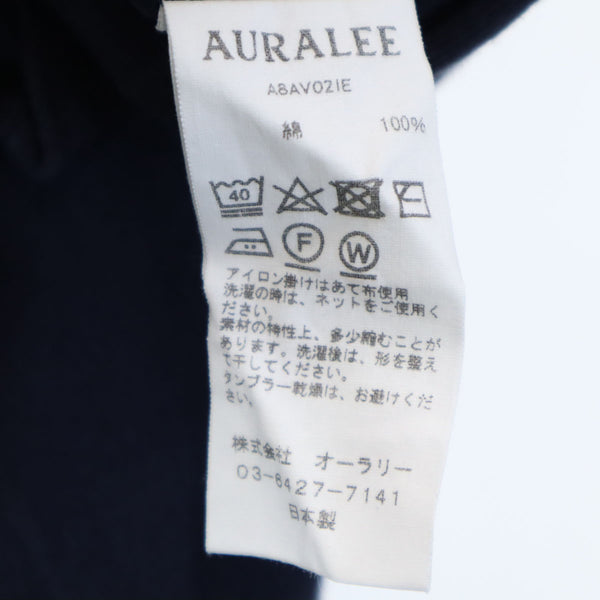 AURALEE
A8AV02IE
綿 100%
40
F W
アイロン掛けはあて布使用
洗濯の時は、ネットをご使用く
ださい。
素材の特性上、多少縮むことが
あります。洗濯後は、形を整え
て干してください。
タンブラー乾燥は、お避けくだ
さい。
株式会社 オーラリー
03-6427-7141
日本製